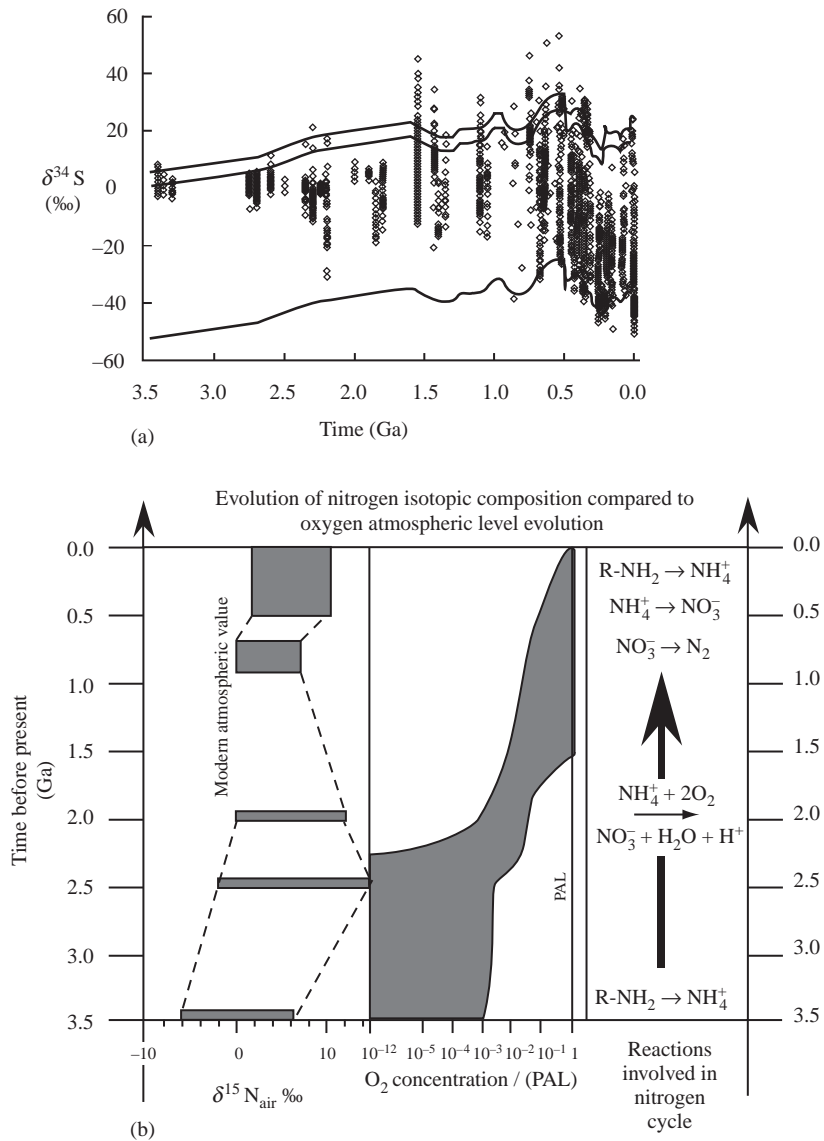 60
40
20
0
−20
−40
−60
δ³⁴ S
(‰)
3.5 3.0 2.5 2.0 1.5 1.0 0.5 0.0
Time (Ga)
(a)
Evolution of nitrogen isotopic composition compared to
oxygen atmospheric level evolution
0.0
0.5
1.0
1.5
2.0
2.5
3.0
3.5
Time before present
(Ga)
Modern atmospheric value
PAL
R-NH₂ → NH₄⁺
NH₄⁺ → NO₃⁻
NO₃⁻ → N₂
NH₄⁺ + 2O₂
NO₃⁻ + H₂O + H⁺
R-NH₂ → NH₄⁺
0.0
0.5
1.0
1.5
2.0
2.5
3.0
3.5
−10 0 10 10⁻¹² 10⁻⁵ 10⁻⁴ 10⁻³ 10⁻² 10⁻¹ 1
δ¹⁵ N_air ‰
O₂ concentration / (PAL)
Reactions
involved in
nitrogen
cycle
(b)